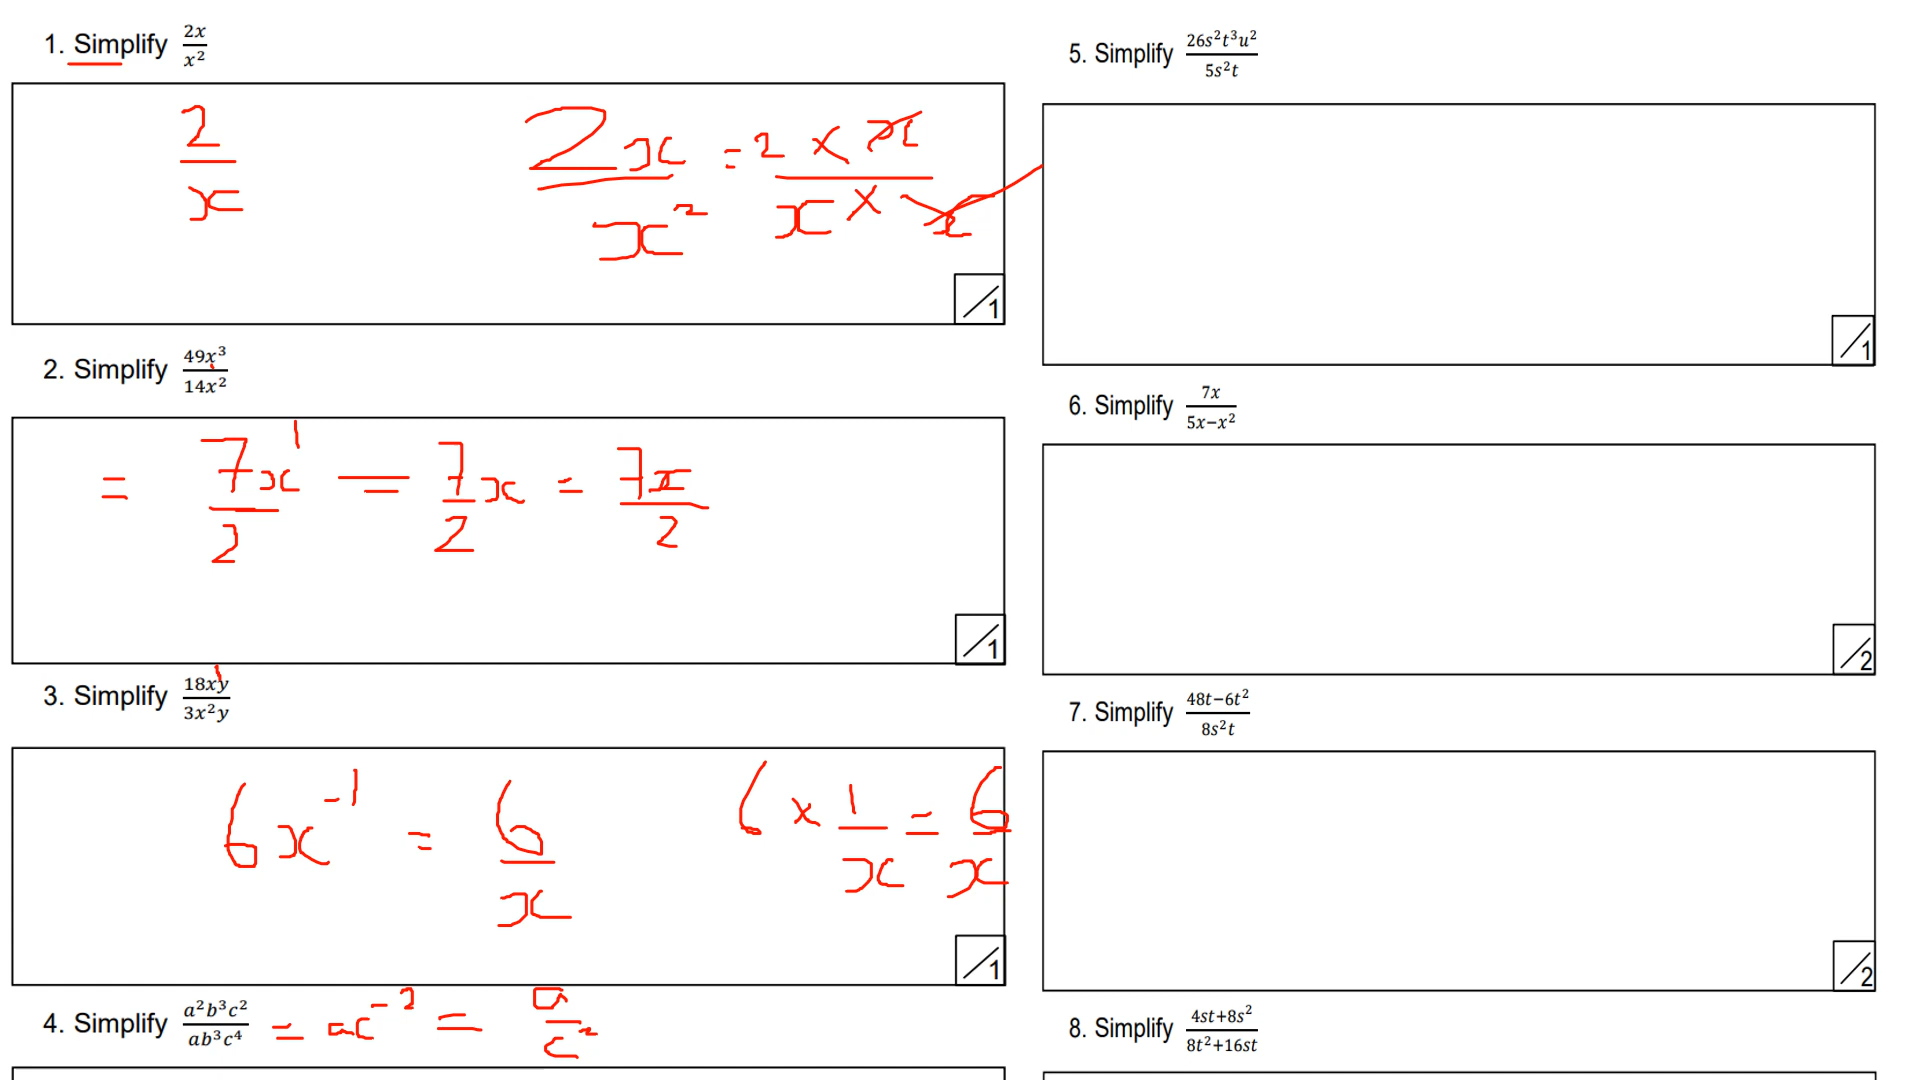 1. Simplify 2x/x²
2/x
2x/x² = 2 × x / x × x
/1
2. Simplify 49x³/14x²
= 7x¹/2 = 7/2 x = 7x/2
/1
3. Simplify 18xy/3x²y
6x⁻¹ = 6/x
6 × 1/x = 6/x
/1
4. Simplify a²b³c²/ab³c⁴ = ac⁻² = a/c²
5. Simplify 26s²t³u²/5s²t
/1
6. Simplify 7x/5x−x²
/2
7. Simplify 48t−6t²/8s²t
/2
8. Simplify 4st+8s²/8t²+16st